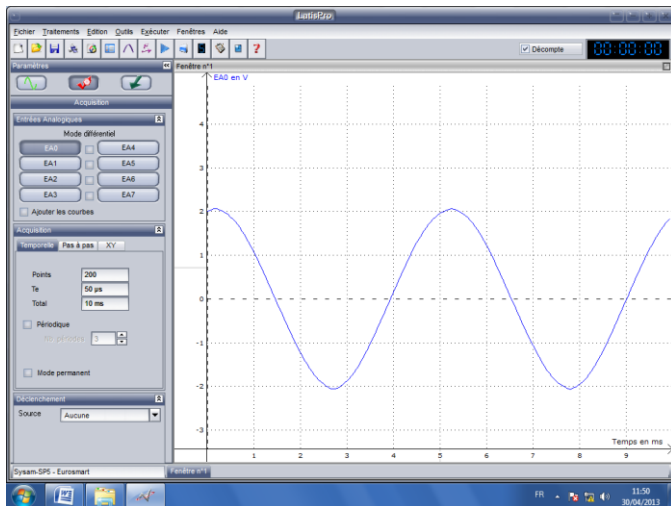 LatisPro
Fichier Traitements Edition Outils Exécuter Fenêtres Aide
Décompte
00:00:00
Paramètres
Acquisition
Entrées Analogiques
Mode différentiel
EA0 EA4
EA1 EA5
EA2 EA6
EA3 EA7
Ajouter les courbes
Acquisition
Temporelle Pas à pas XY
Points 200
Te 50 µs
Total 10 ms
Périodique
3
Mode permanent
Déclenchement
Source Aucune
Sysam-SP5 - Eurosmart
Fenêtre n°1
EA0 en V
4
3
2
1
0
-1
-2
-3
1 2 3 4 5 6 7 8 9
Temps en ms
Fenêtre n°1
FR
11:50
30/04/2013